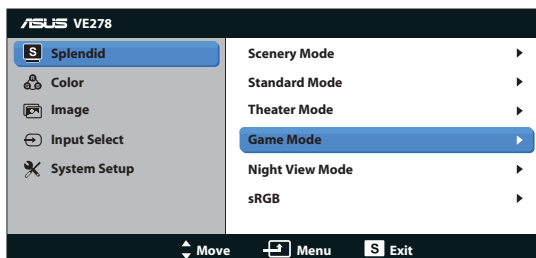 ASUS VE278
S Splendid
Color
Image
Input Select
System Setup
Scenery Mode
Standard Mode
Theater Mode
Game Mode
Night View Mode
sRGB
Move Menu S Exit